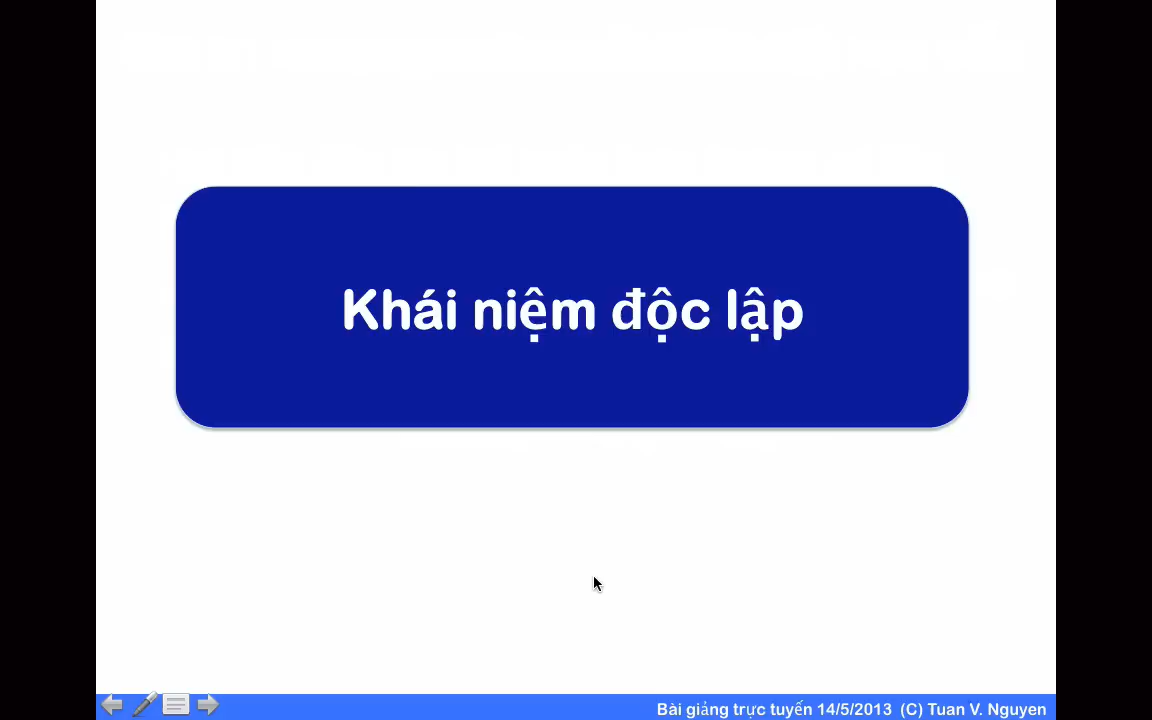 Khái niệm độc lập
Bài giảng trực tuyến 14/5/2013 (C) Tuan V. Nguyen